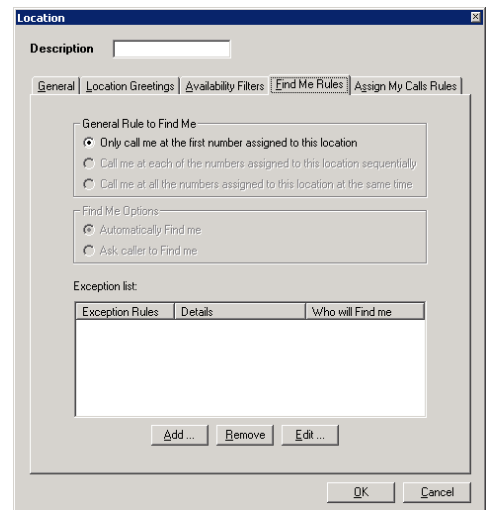 Location
Description
General Location Greetings Availability Filters Find Me Rules Assign My Calls Rules
General Rule to Find Me
Only call me at the first number assigned to this location
Call me at each of the numbers assigned to this location sequentially
Call me at all the numbers assigned to this location at the same time
Find Me Options
Automatically Find me
Ask caller to Find me
Exception list:
Exception Rules Details Who will Find me
Add ... Remove Edit ...
OK Cancel